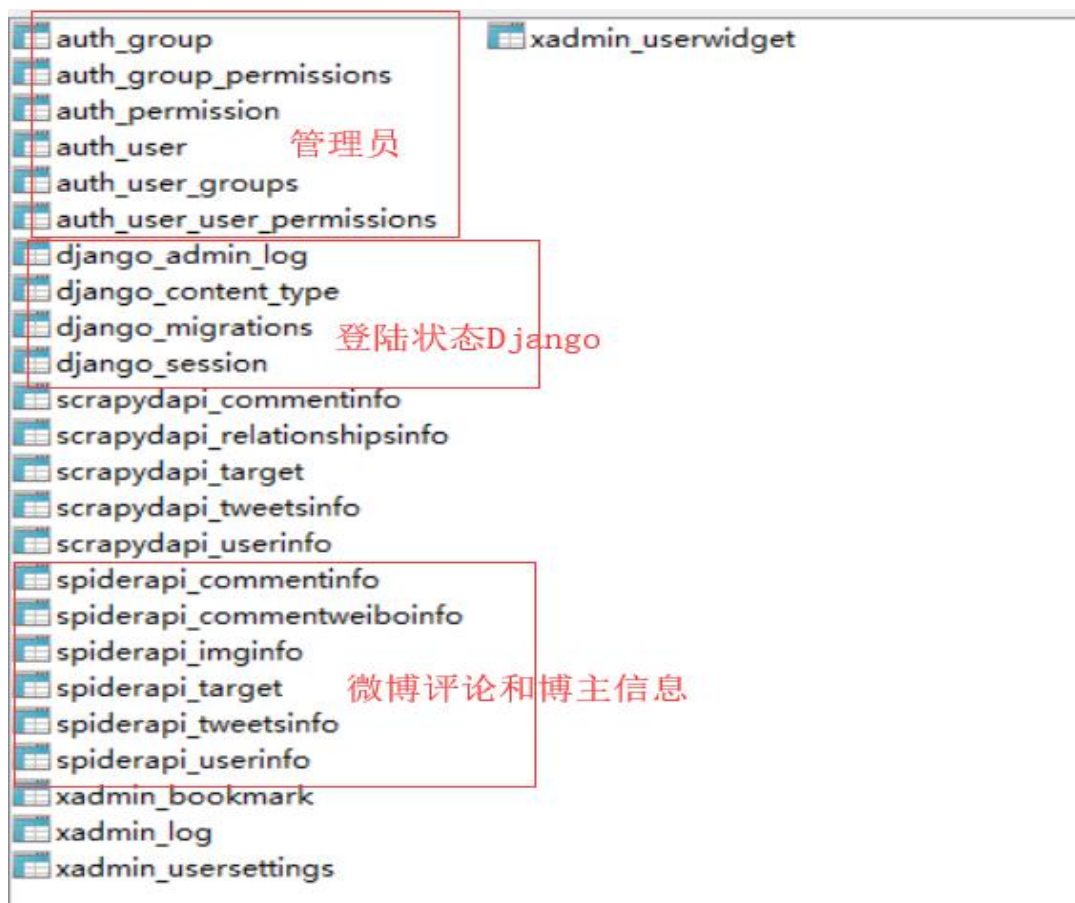 auth_group
auth_group_permissions
auth_permission
auth_user
管理员
auth_user_groups
auth_user_user_permissions
django_admin_log
django_content_type
django_migrations
登陆状态Django
django_session
scrapydapi_commentinfo
scrapydapi_relationshipsinfo
scrapydapi_target
scrapydapi_tweetsinfo
scrapydapi_userinfo
spiderapi_commentinfo
spiderapi_commentweiboinfo
spiderapi_imginfo
spiderapi_target
微博评论和博主信息
spiderapi_tweetsinfo
spiderapi_userinfo
xadmin_bookmark
xadmin_log
xadmin_usersettings
xadmin_userwidget